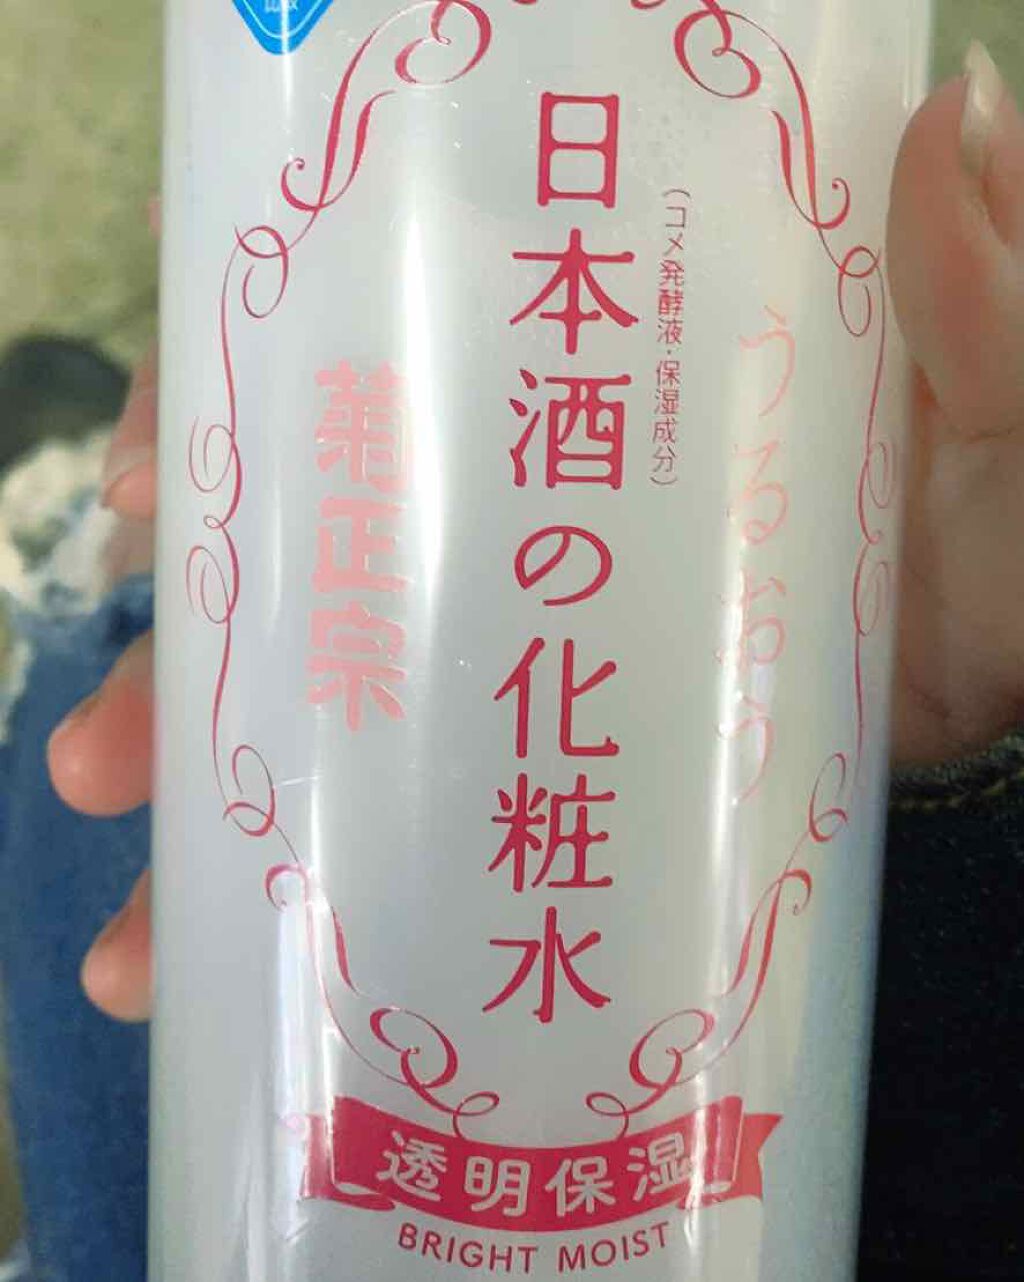 うるおう
(コメ発酵液・保湿成分)
日本酒の化粧水
菊正宗
透明保湿
BRIGHT MOIST